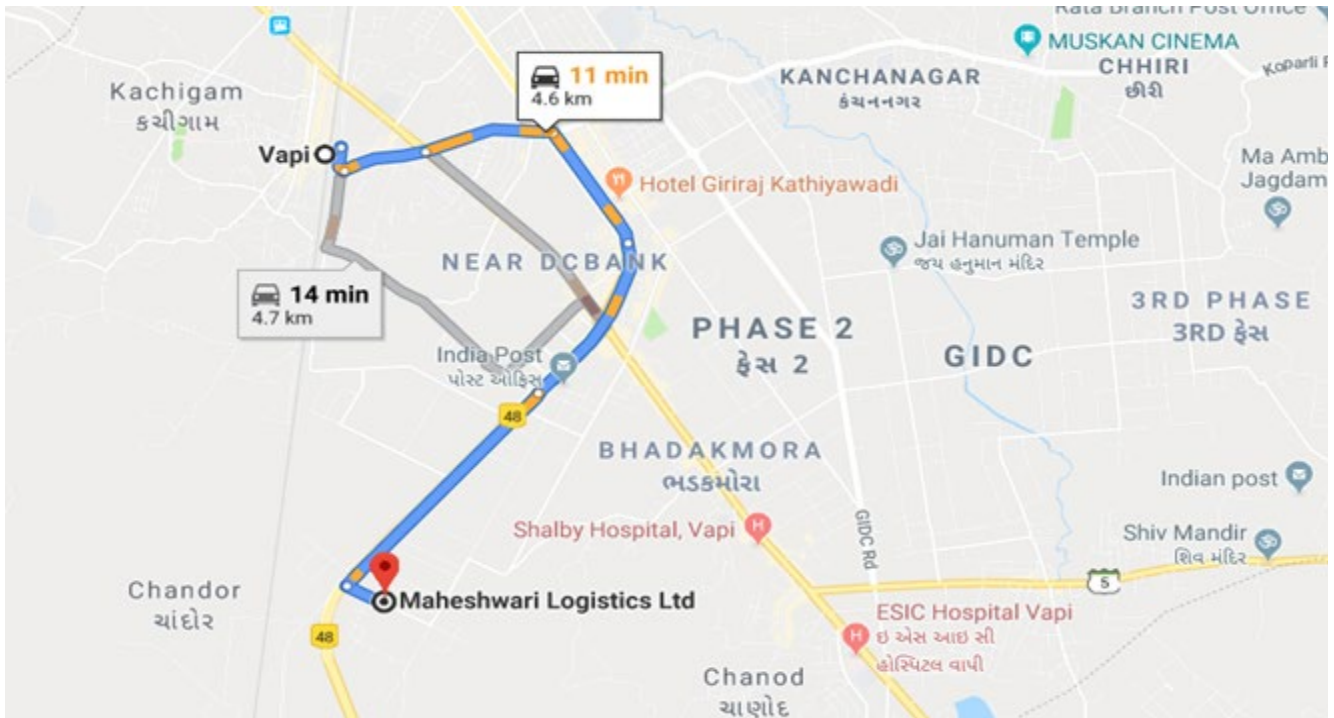 Rata Branch Post Office
MUSKAN CINEMA
CHHIRI
છીરી
KANCHANAGAR
કંચનનગર
Koparli
Kachigam
કચીગામ
11 min
4.6 km
Vapi
Hotel Giriraj Kathiyawadi
Ma Amb
Jagdam
Jai Hanuman Temple
જય હનુમાન મંદિર
NEAR DCBANK
14 min
4.7 km
3RD PHASE
3RD ફેસ
PHASE 2
ફેસ 2
GIDC
India Post
પોસ્ટ ઓફિસ
48
BHADAKMORA
ભડકમોરા
Indian post
Shalby Hospital, Vapi
GIDC Rd
Shiv Mandir
શિવ મંદિર
5
Chandor
ચાંદોર
Maheshwari Logistics Ltd
48
ESIC Hospital Vapi
ઇ એસ આઇ સી
હોસ્પિટલ વાપી
Chanod
ચાણોદ